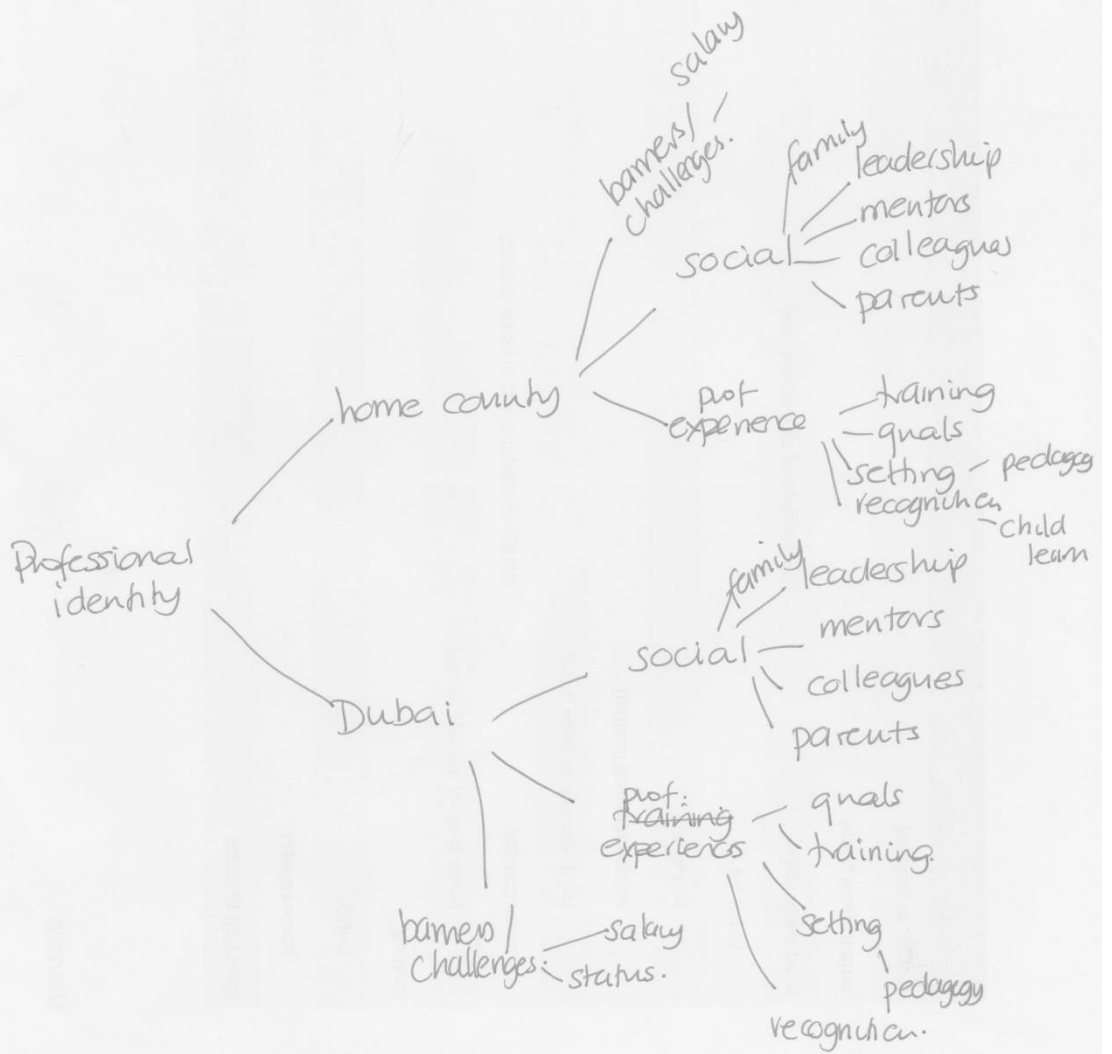 salary
barriers/
challenges.
family
leadership
mentors
colleagues
parents
social
home county
prof
experience
training
quals
setting
pedagogy
recognition
child
learn
Professional
identity
family
leadership
mentors
colleagues
parents
social
Dubai
prof:
training
experiences
quals
training.
setting
pedagogy
recognition.
barriers/
challenges:
salary
status.